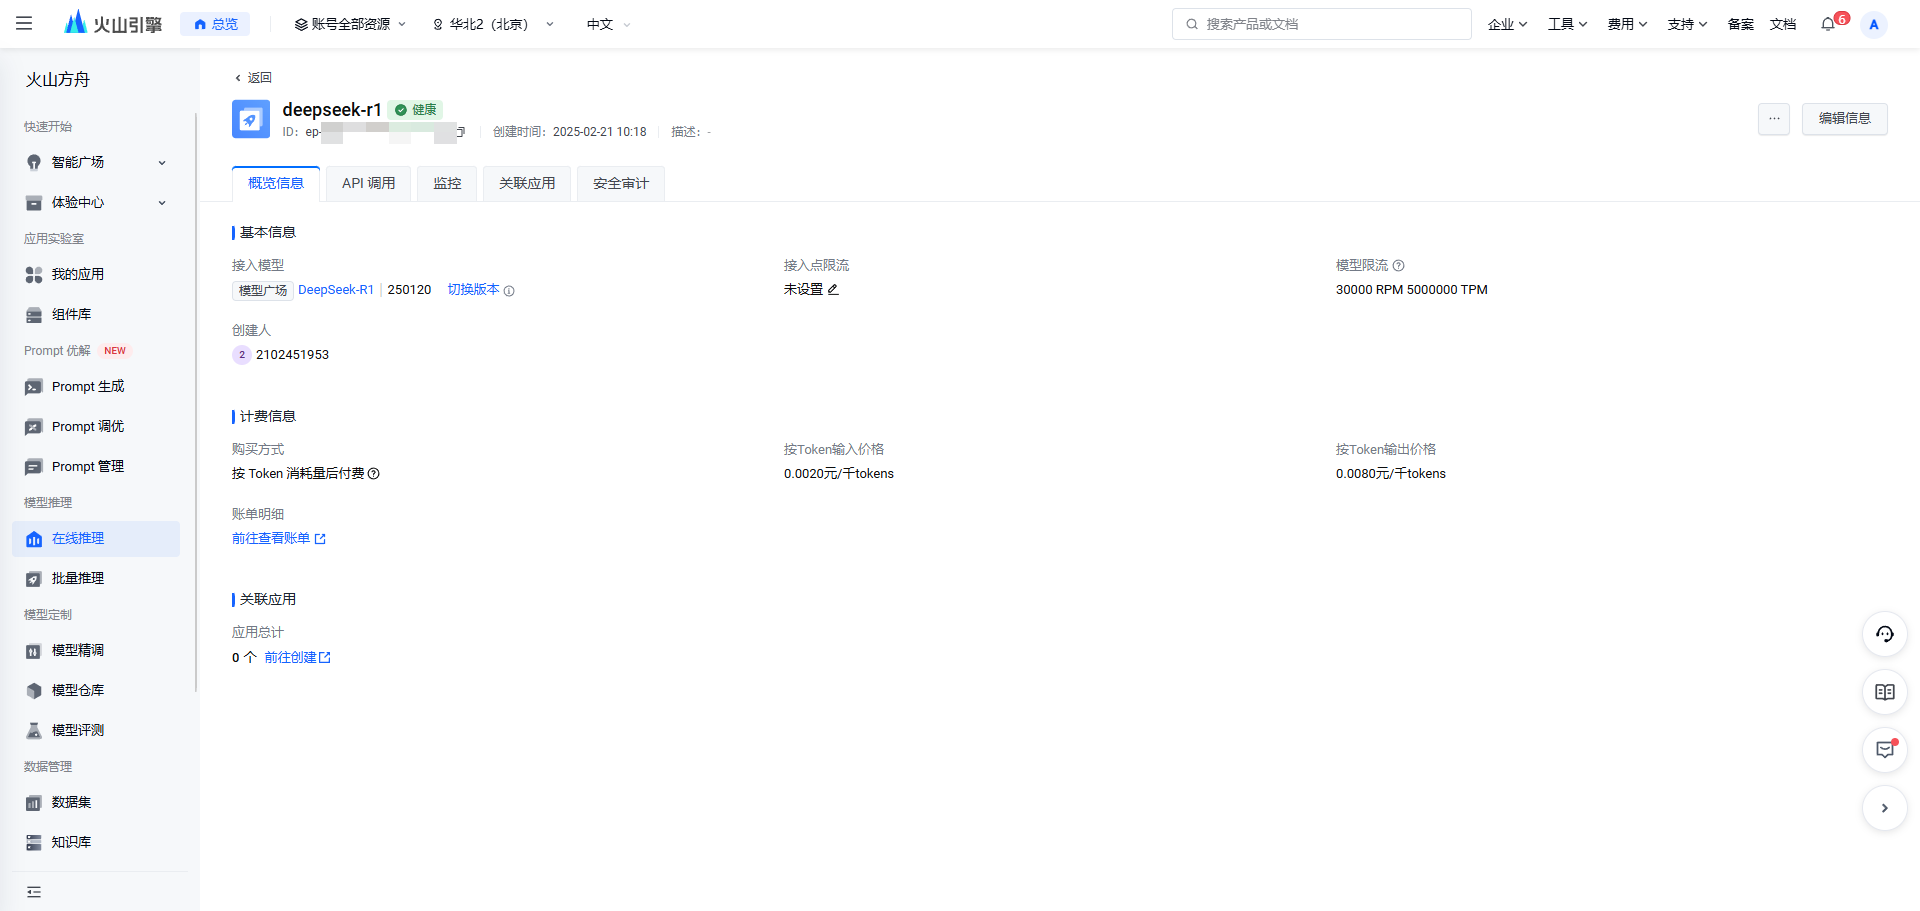 火山引擎
总览
账号全部资源
华北2（北京）
中文
搜索产品或文档
企业
工具
费用
支持
备案
文档
6
A
火山方舟
快速开始
智能广场
体验中心
应用实验室
我的应用
组件库
Prompt 优解 NEW
Prompt 生成
Prompt 调优
Prompt 管理
模型推理
在线推理
批量推理
模型定制
模型精调
模型仓库
模型评测
数据管理
数据集
知识库
返回
deepseek-r1 健康
ID： ep-
创建时间： 2025-02-21 10:18
描述： -
···
编辑信息
概览信息
API 调用
监控
关联应用
安全审计
基本信息
接入模型
模型广场 DeepSeek-R1 | 250120 切换版本
接入点限流
未设置
模型限流
30000 RPM 5000000 TPM
创建人
2 2102451953
计费信息
购买方式
按 Token 消耗量后付费
按Token输入价格
0.0020元/千tokens
按Token输出价格
0.0080元/千tokens
账单明细
前往查看账单
关联应用
应用总计
0 个 前往创建